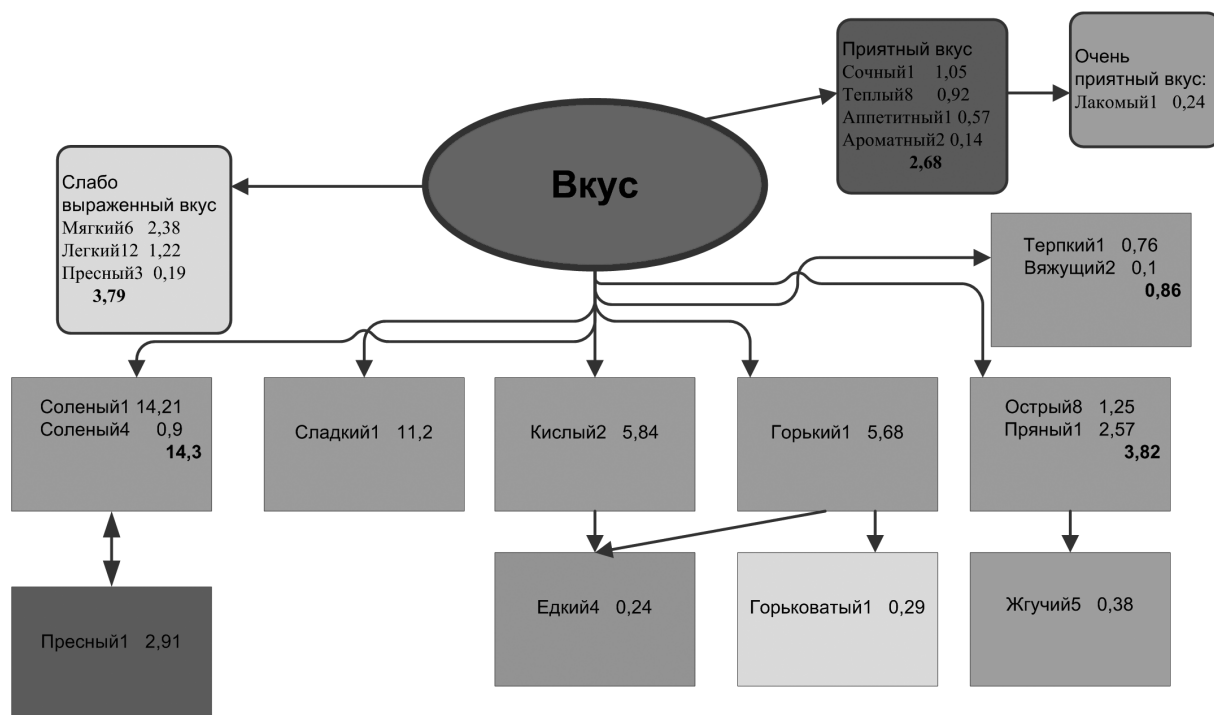 Приятный вкус
Сочный1 1,05
Теплый8 0,92
Аппетитный1 0,57
Ароматный2 0,14
2,68
Очень
приятный вкус:
Лакомый1 0,24
Вкус
Слабо
выраженный вкус
Мягкий6 2,38
Легкий12 1,22
Пресный3 0,19
3,79
Терпкий1 0,76
Вяжущий2 0,1
0,86
Соленый1 14,21
Соленый4 0,9
14,3
Сладкий1 11,2
Кислый2 5,84
Горький1 5,68
Острый8 1,25
Пряный1 2,57
3,82
Пресный1 2,91
Едкий4 0,24
Горьковатый1 0,29
Жгучий5 0,38